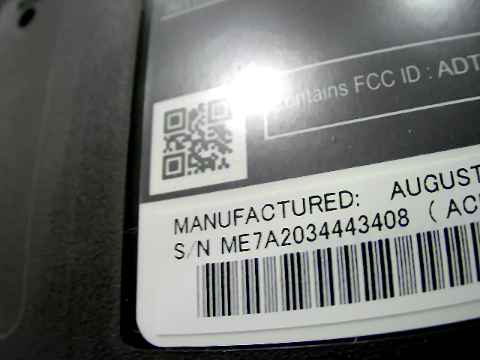 contains FCC ID : ADT
MANUFACTURED: AUGUST
S/N ME7A2034443408 ( AC